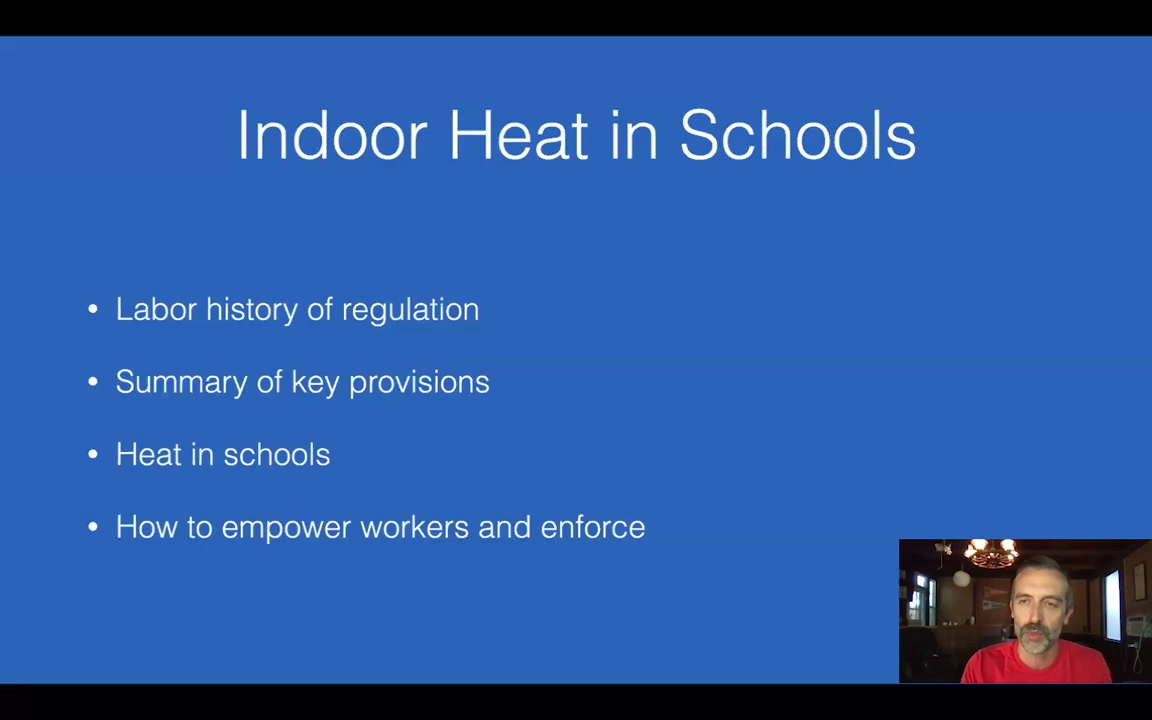 Indoor Heat in Schools
• Labor history of regulation
• Summary of key provisions
• Heat in schools
• How to empower workers and enforce